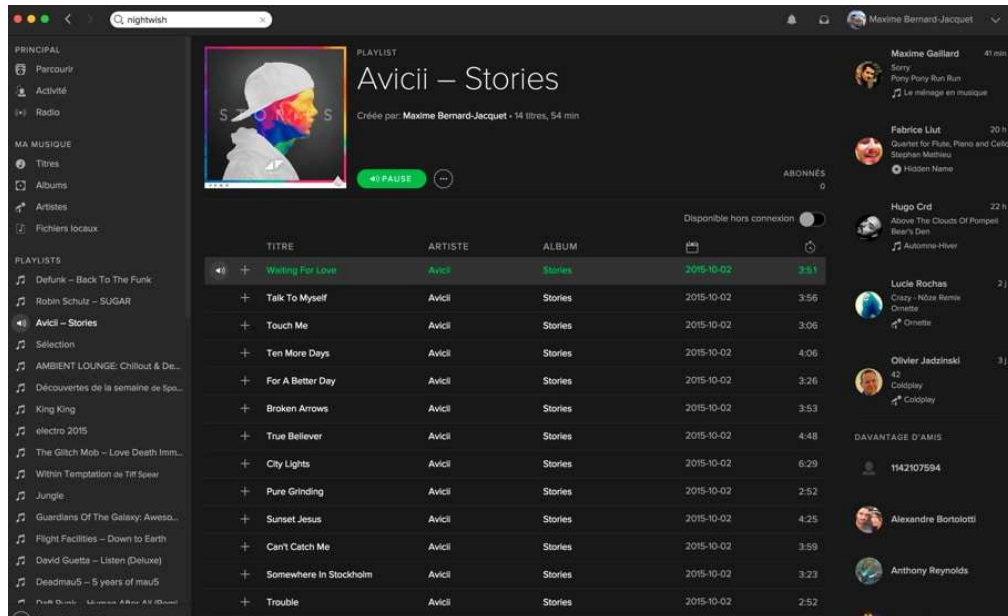 nightwish
Maxime Bernard-Jacquet
PRINCIPAL
Parcourir
Activité
Radio
MA MUSIQUE
Titres
Albums
Artistes
Fichiers locaux
PLAYLISTS
Defunk – Back To The Funk
Robin Schulz – SUGAR
Avicii – Stories
Sélection
AMBIENT LOUNGE: Chillout & De...
Découvertes de la semaine de Spo...
King King
electro 2015
The Glitch Mob – Love Death Imm...
Within Temptation de Tiff Spear
Jungle
Guardians Of The Galaxy: Aweso...
Flight Facilities – Down to Earth
David Guetta – Listen (Deluxe)
Deadmau5 – 5 years of mau5
Daft Punk – Human After All (Remi...
STORIES
PLAYLIST
Avicii – Stories
Créée par: Maxime Bernard-Jacquet • 14 titres, 54 min
PAUSE
ABONNÉS
0
Disponible hors connexion
TITRE ARTISTE ALBUM
Waiting For Love Avicii Stories 2015-10-02 3:51
Talk To Myself Avicii Stories 2015-10-02 3:56
Touch Me Avicii Stories 2015-10-02 3:06
Ten More Days Avicii Stories 2015-10-02 4:06
For A Better Day Avicii Stories 2015-10-02 3:26
Broken Arrows Avicii Stories 2015-10-02 3:53
True Believer Avicii Stories 2015-10-02 4:48
City Lights Avicii Stories 2015-10-02 6:29
Pure Grinding Avicii Stories 2015-10-02 2:52
Sunset Jesus Avicii Stories 2015-10-02 4:25
Can't Catch Me Avicii Stories 2015-10-02 3:59
Somewhere In Stockholm Avicii Stories 2015-10-02 3:23
Trouble Avicii Stories 2015-10-02 2:52
Maxime Gaillard 41 min
Sorry
Pony Pony Run Run
Le ménage en musique
Fabrice Liut 20 h
Quartet for Flute, Piano and Cello
Stephan Mathieu
Hidden Name
Hugo Crd 22 h
Above The Clouds Of Pompeii
Bear's Den
Automne-Hiver
Lucie Rochas 2 j
Crazy - Nôze Remix
Ornette
Ornette
Olivier Jadzinski 3 j
42
Coldplay
Coldplay
DAVANTAGE D'AMIS
1142107594
Alexandre Bortolotti
Anthony Reynolds